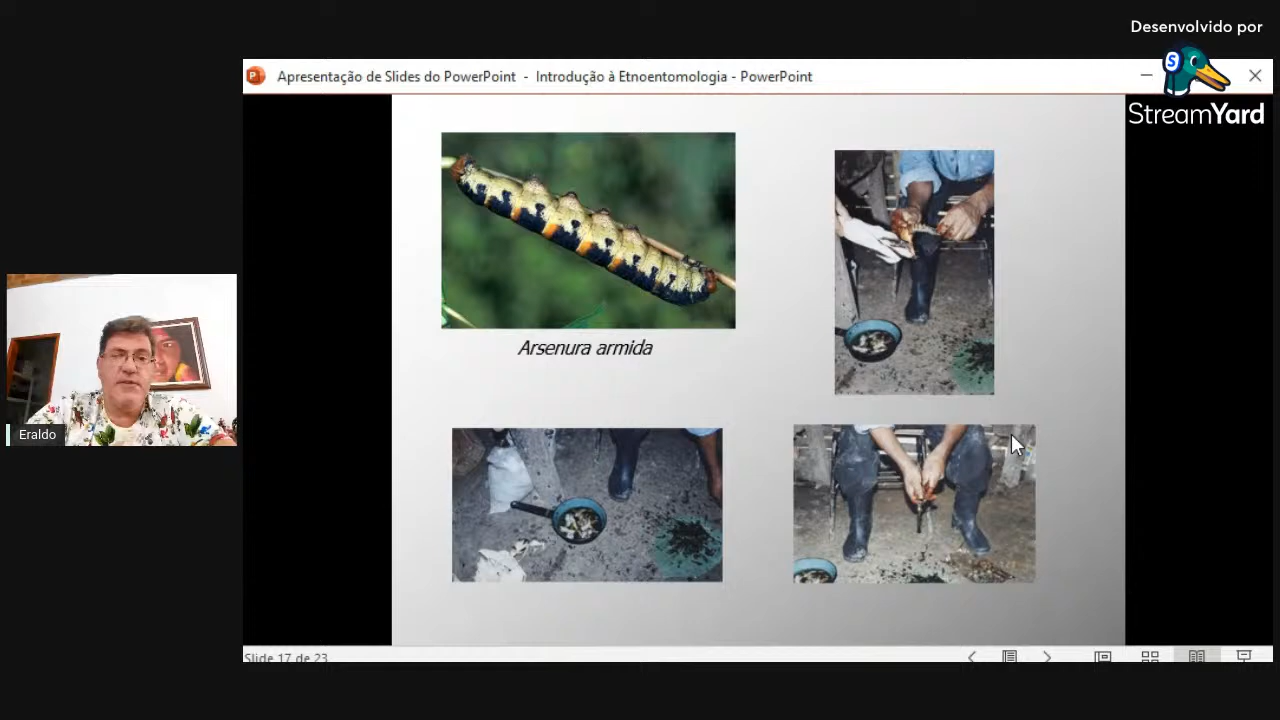 Desenvolvido por
StreamYard
Apresentação de Slides do PowerPoint - Introdução à Etnoentomologia - PowerPoint
Arsenura armida
Eraldo
Slide 17 de 23